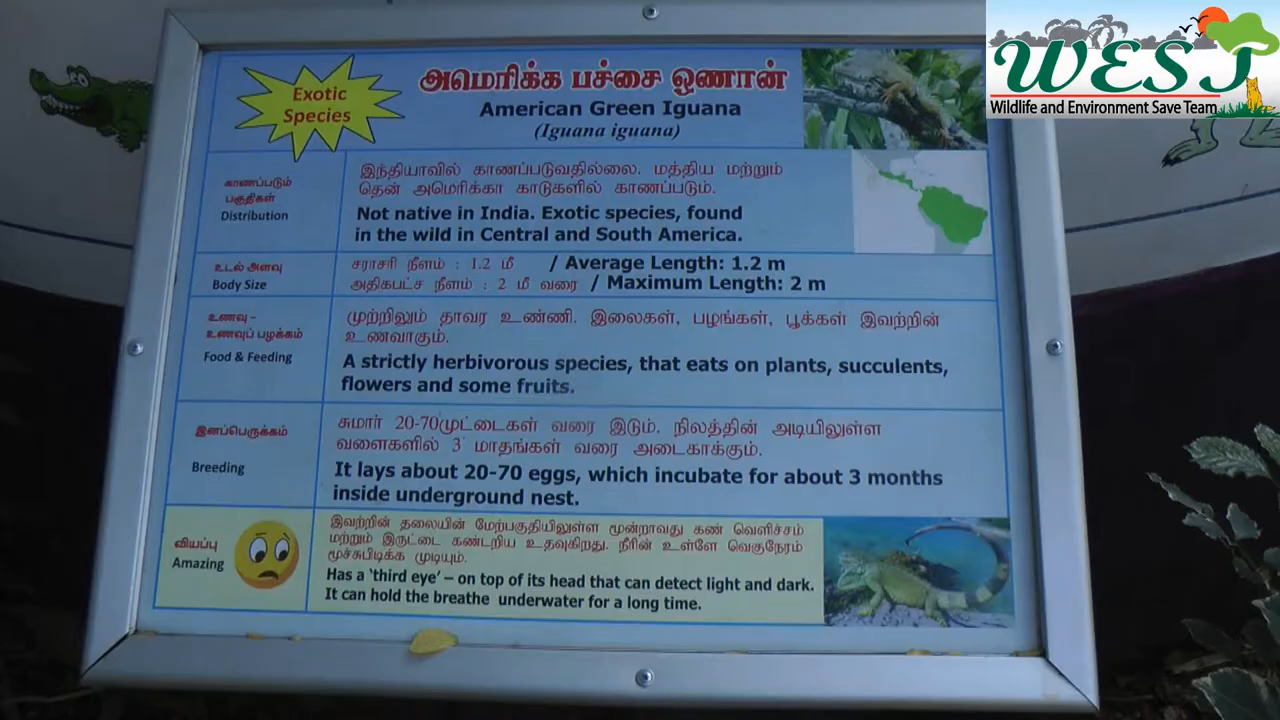 WEST
Wildlife and Environment Save Team
Exotic
Species
அமெரிக்க பச்சை ஓணான்
American Green Iguana
(Iguana iguana)
காணப்படும்
பகுதிகள்
Distribution
இந்தியாவில் காணப்படுவதில்லை. மத்திய மற்றும்
தென் அமெரிக்கா காடுகளில் காணப்படும்.
Not native in India. Exotic species, found
in the wild in Central and South America.
உடல் அளவு
Body Size
சராசரி நீளம் : 1.2 மீ / Average Length: 1.2 m
அதிகபட்ச நீளம் : 2 மீ வரை / Maximum Length: 2 m
உணவு –
உணவுப் பழக்கம்
Food & Feeding
முற்றிலும் தாவர உண்ணி. இலைகள், பழங்கள், பூக்கள் இவற்றின்
உணவாகும்.
A strictly herbivorous species, that eats on plants, succulents,
flowers and some fruits.
இனப்பெருக்கம்
Breeding
சுமார் 20-70முட்டைகள் வரை இடும். நிலத்தின் அடியிலுள்ள
வளைகளில் 3 மாதங்கள் வரை அடைகாக்கும்.
It lays about 20-70 eggs, which incubate for about 3 months
inside underground nest.
வியப்பு
Amazing
இவற்றின் தலையின் மேற்பகுதியிலுள்ள மூன்றாவது கண் வெளிச்சம்
மற்றும் இருட்டை கண்டறிய உதவுகிறது. நீரின் உள்ளே வெகுநேரம்
மூச்சுபிடிக்க முடியும்.
Has a ‘third eye’ – on top of its head that can detect light and dark.
It can hold the breathe underwater for a long time.